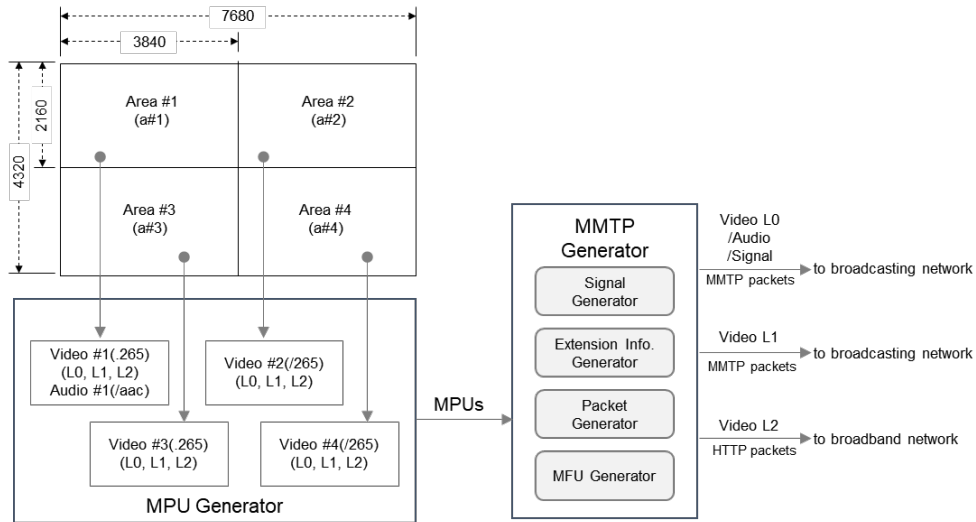 7680
3840
2160
4320
Area #1
(a#1)
Area #2
(a#2)
Area #3
(a#3)
Area #4
(a#4)
Video #1(.265)
(L0, L1, L2)
Audio #1(/aac)
Video #2(/265)
(L0, L1, L2)
Video #3(.265)
(L0, L1, L2)
Video #4(/265)
(L0, L1, L2)
MPU Generator
MPUs
MMTP
Generator
Signal
Generator
Extension Info.
Generator
Packet
Generator
MFU Generator
Video L0
/Audio
/Signal
MMTP packets
to broadcasting network
Video L1
MMTP packets
to broadcasting network
Video L2
HTTP packets
to broadband network